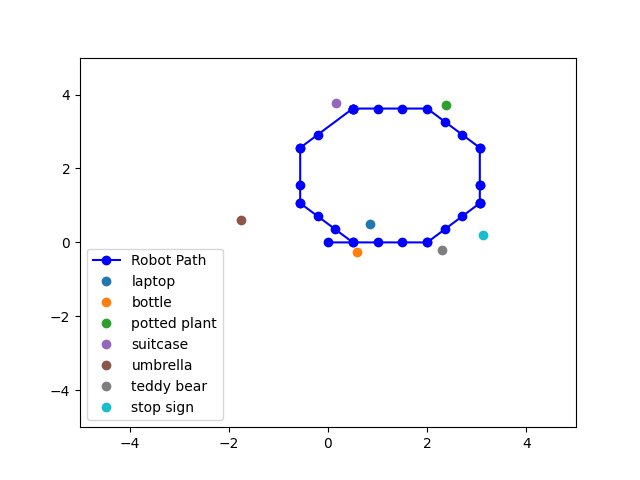 4
2
0
−2
−4
Robot Path
laptop
bottle
potted plant
suitcase
umbrella
teddy bear
stop sign
−4 −2 0 2 4